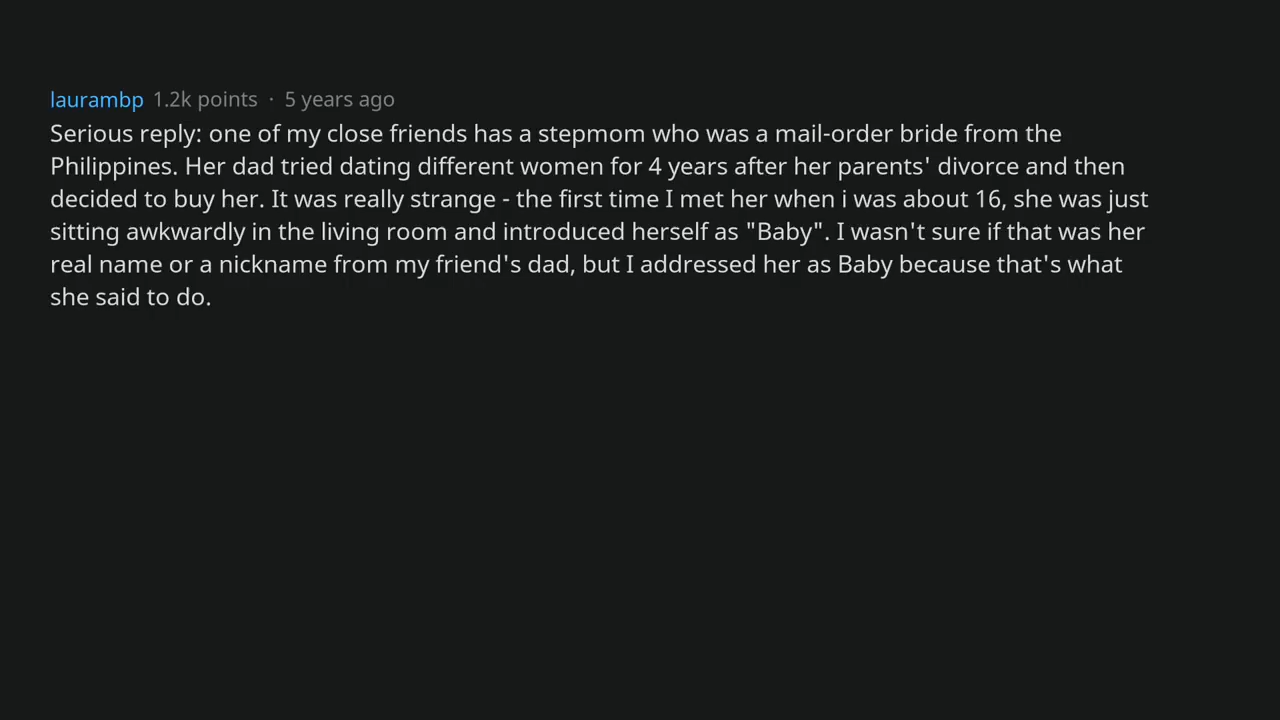 laurambp 1.2k points · 5 years ago
Serious reply: one of my close friends has a stepmom who was a mail-order bride from the
Philippines. Her dad tried dating different women for 4 years after her parents' divorce and then
decided to buy her. It was really strange - the first time I met her when i was about 16, she was just
sitting awkwardly in the living room and introduced herself as "Baby". I wasn't sure if that was her
real name or a nickname from my friend's dad, but I addressed her as Baby because that's what
she said to do.